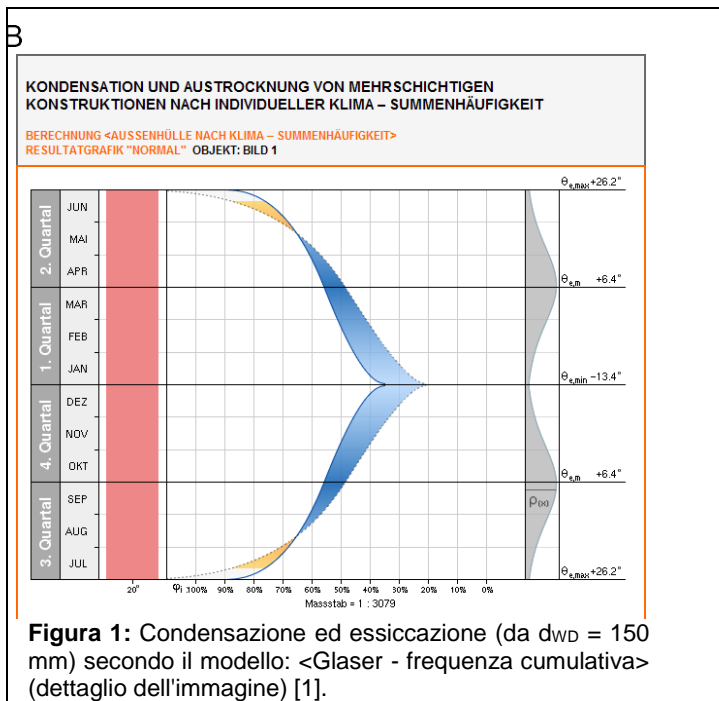 B
KONDENSATION UND AUSTROCKNUNG VON MEHRSCHICHTIGEN
KONSTRUKTIONEN NACH INDIVIDUELLER KLIMA – SUMMENHÄUFIGKEIT
BERECHNUNG <AUSSENHÜLLE NACH KLIMA – SUMMENHÄUFIGKEIT>
RESULTATGRAFIK "NORMAL" OBJEKT: BILD 1
2. Quartal
JUN
MAI
APR
1. Quartal
MAR
FEB
JAN
4. Quartal
DEZ
NOV
OKT
3. Quartal
SEP
AUG
JUL
θe,max +26.2°
θe,m +6.4°
θe,min −13.4°
θe,m +6.4°
ρ(x)
θe,max +26.2°
20° φi 100% 90% 80% 70% 60% 50% 40% 30% 20% 10% 0%
Massstab = 1 : 3079
Figura 1: Condensazione ed essiccazione (da dWD = 150
mm) secondo il modello: <Glaser - frequenza cumulativa>
(dettaglio dell'immagine) [1].